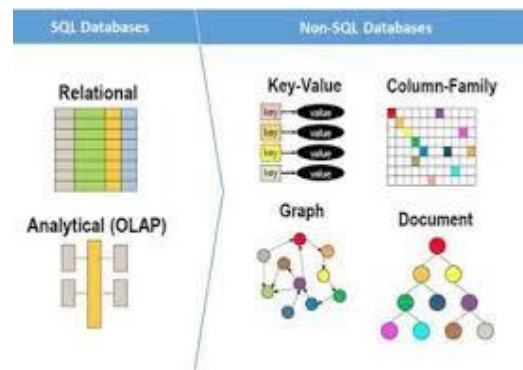 SQL Databases
Non-SQL Databases
Relational
Analytical (OLAP)
Key-Value
key value
key value
key value
key value
Column-Family
Graph
Document